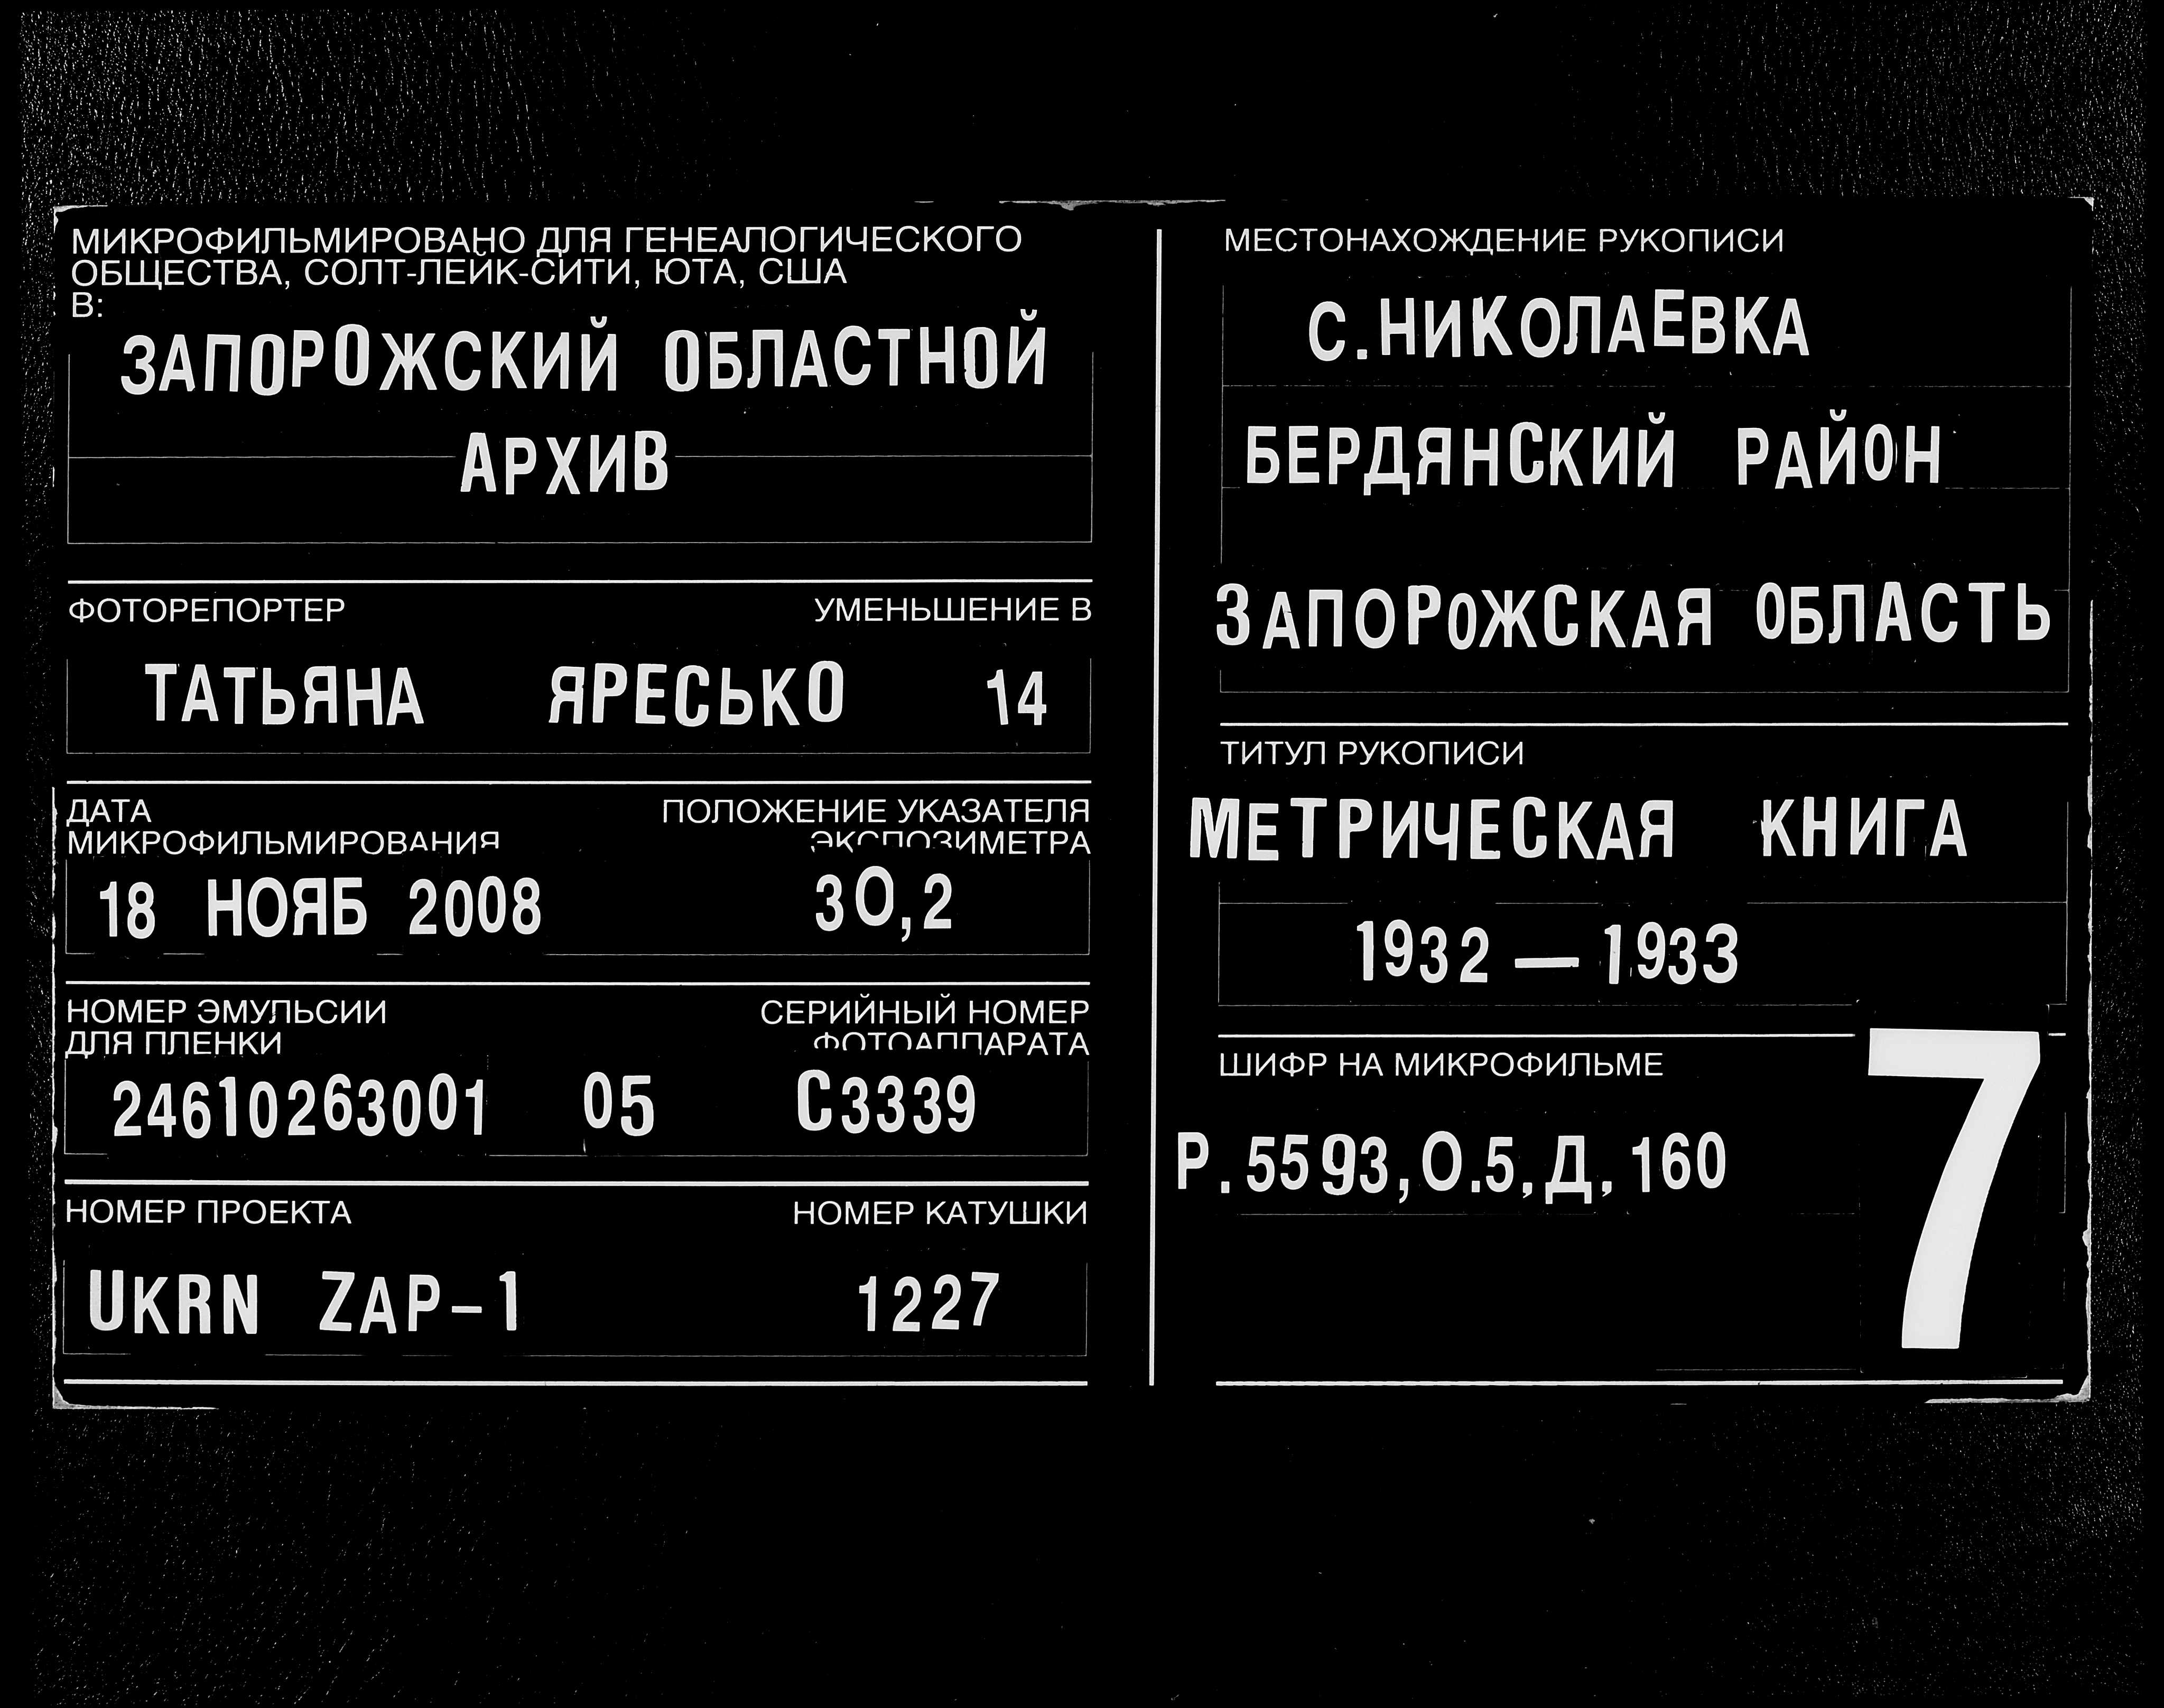 МИКРОФИЛЬМИРОВАНО ДЛЯ ГЕНЕАЛОГИЧЕСКОГО
ОБЩЕСТВА, СОЛТ-ЛЕЙК-СИТИ, ЮТА, США
В:
ЗАПОРОЖСКИЙ ОБЛАСТНОЙ
АРХИВ
ФОТОРЕПОРТЕР УМЕНЬШЕНИЕ В
ТАТЬЯНА ЯРЕСЬКО 14
ДАТА ПОЛОЖЕНИЕ УКАЗАТЕЛЯ
МИКРОФИЛЬМИРОВАНИЯ ЭКСПОЗИМЕТРА
18 НОЯБ 2008 30,2
НОМЕР ЭМУЛЬСИИ СЕРИЙНЫЙ НОМЕР
ДЛЯ ПЛЕНКИ ФОТОАППАРАТА
24610263001 05 С3339
НОМЕР ПРОЕКТА НОМЕР КАТУШКИ
UKRN ZAP-1 1227
МЕСТОНАХОЖДЕНИЕ РУКОПИСИ
С.НИКОЛАЕВКА
БЕРДЯНСКИЙ РАЙОН
ЗАПОРОЖСКАЯ ОБЛАСТЬ
ТИТУЛ РУКОПИСИ
МЕТРИЧЕСКАЯ КНИГА
1932 — 1933
ШИФР НА МИКРОФИЛЬМЕ
Р.5593,О.5,Д,160
7